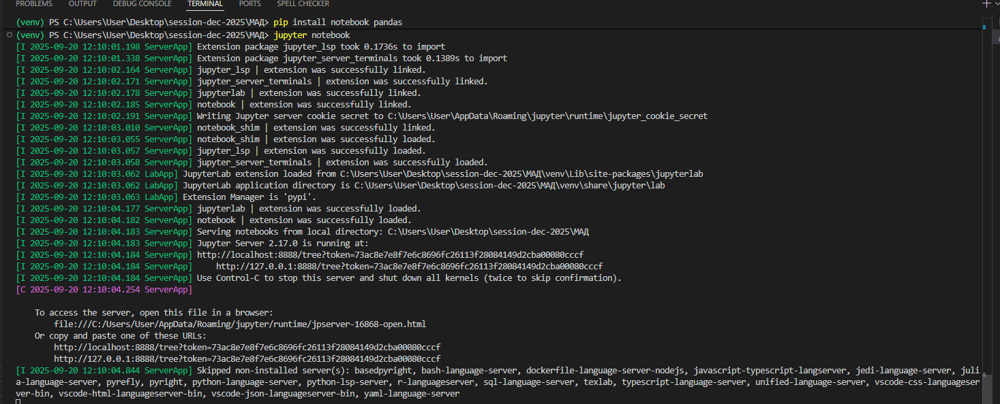 PROBLEMS OUTPUT DEBUG CONSOLE TERMINAL PORTS SPELL CHECKER
(venv) PS C:\Users\User\Desktop\session-dec-2025\МАД> pip install notebook pandas
(venv) PS C:\Users\User\Desktop\session-dec-2025\МАД> jupyter notebook
[I 2025-09-20 12:10:01.198 ServerApp] Extension package jupyter_lsp took 0.1736s to import
[I 2025-09-20 12:10:01.338 ServerApp] Extension package jupyter_server_terminals took 0.1389s to import
[I 2025-09-20 12:10:02.164 ServerApp] jupyter_lsp | extension was successfully linked.
[I 2025-09-20 12:10:02.171 ServerApp] jupyter_server_terminals | extension was successfully linked.
[I 2025-09-20 12:10:02.178 ServerApp] jupyterlab | extension was successfully linked.
[I 2025-09-20 12:10:02.185 ServerApp] notebook | extension was successfully linked.
[I 2025-09-20 12:10:02.191 ServerApp] Writing Jupyter server cookie secret to C:\Users\User\AppData\Roaming\jupyter\runtime\jupyter_cookie_secret
[I 2025-09-20 12:10:03.010 ServerApp] notebook_shim | extension was successfully linked.
[I 2025-09-20 12:10:03.055 ServerApp] notebook_shim | extension was successfully loaded.
[I 2025-09-20 12:10:03.057 ServerApp] jupyter_lsp | extension was successfully loaded.
[I 2025-09-20 12:10:03.058 ServerApp] jupyter_server_terminals | extension was successfully loaded.
[I 2025-09-20 12:10:03.062 LabApp] JupyterLab extension loaded from C:\Users\User\Desktop\session-dec-2025\МАД\venv\Lib\site-packages\jupyterlab
[I 2025-09-20 12:10:03.062 LabApp] JupyterLab application directory is C:\Users\User\Desktop\session-dec-2025\МАД\venv\share\jupyter\lab
[I 2025-09-20 12:10:03.063 LabApp] Extension Manager is 'pypi'.
[I 2025-09-20 12:10:04.177 ServerApp] jupyterlab | extension was successfully loaded.
[I 2025-09-20 12:10:04.182 ServerApp] notebook | extension was successfully loaded.
[I 2025-09-20 12:10:04.183 ServerApp] Serving notebooks from local directory: C:\Users\User\Desktop\session-dec-2025\МАД
[I 2025-09-20 12:10:04.183 ServerApp] Jupyter Server 2.17.0 is running at:
[I 2025-09-20 12:10:04.184 ServerApp] http://localhost:8888/tree?token=73ac8e7e8f7e6c8696fc26113f28084149d2cba00080cccf
[I 2025-09-20 12:10:04.184 ServerApp]     http://127.0.0.1:8888/tree?token=73ac8e7e8f7e6c8696fc26113f28084149d2cba00080cccf
[I 2025-09-20 12:10:04.184 ServerApp] Use Control-C to stop this server and shut down all kernels (twice to skip confirmation).
[C 2025-09-20 12:10:04.254 ServerApp]
To access the server, open this file in a browser:
file:///C:/Users/User/AppData/Roaming/jupyter/runtime/jpserver-16868-open.html
Or copy and paste one of these URLs:
http://localhost:8888/tree?token=73ac8e7e8f7e6c8696fc26113f28084149d2cba00080cccf
http://127.0.0.1:8888/tree?token=73ac8e7e8f7e6c8696fc26113f28084149d2cba00080cccf
[I 2025-09-20 12:10:04.844 ServerApp] Skipped non-installed server(s): basedpyright, bash-language-server, dockerfile-language-server-nodejs, javascript-typescript-langserver, jedi-language-server, juli
a-language-server, pyrefly, pyright, python-language-server, python-lsp-server, r-languageserver, sql-language-server, texlab, typescript-language-server, unified-language-server, vscode-css-languageser
ver-bin, vscode-html-languageserver-bin, vscode-json-languageserver-bin, yaml-language-server